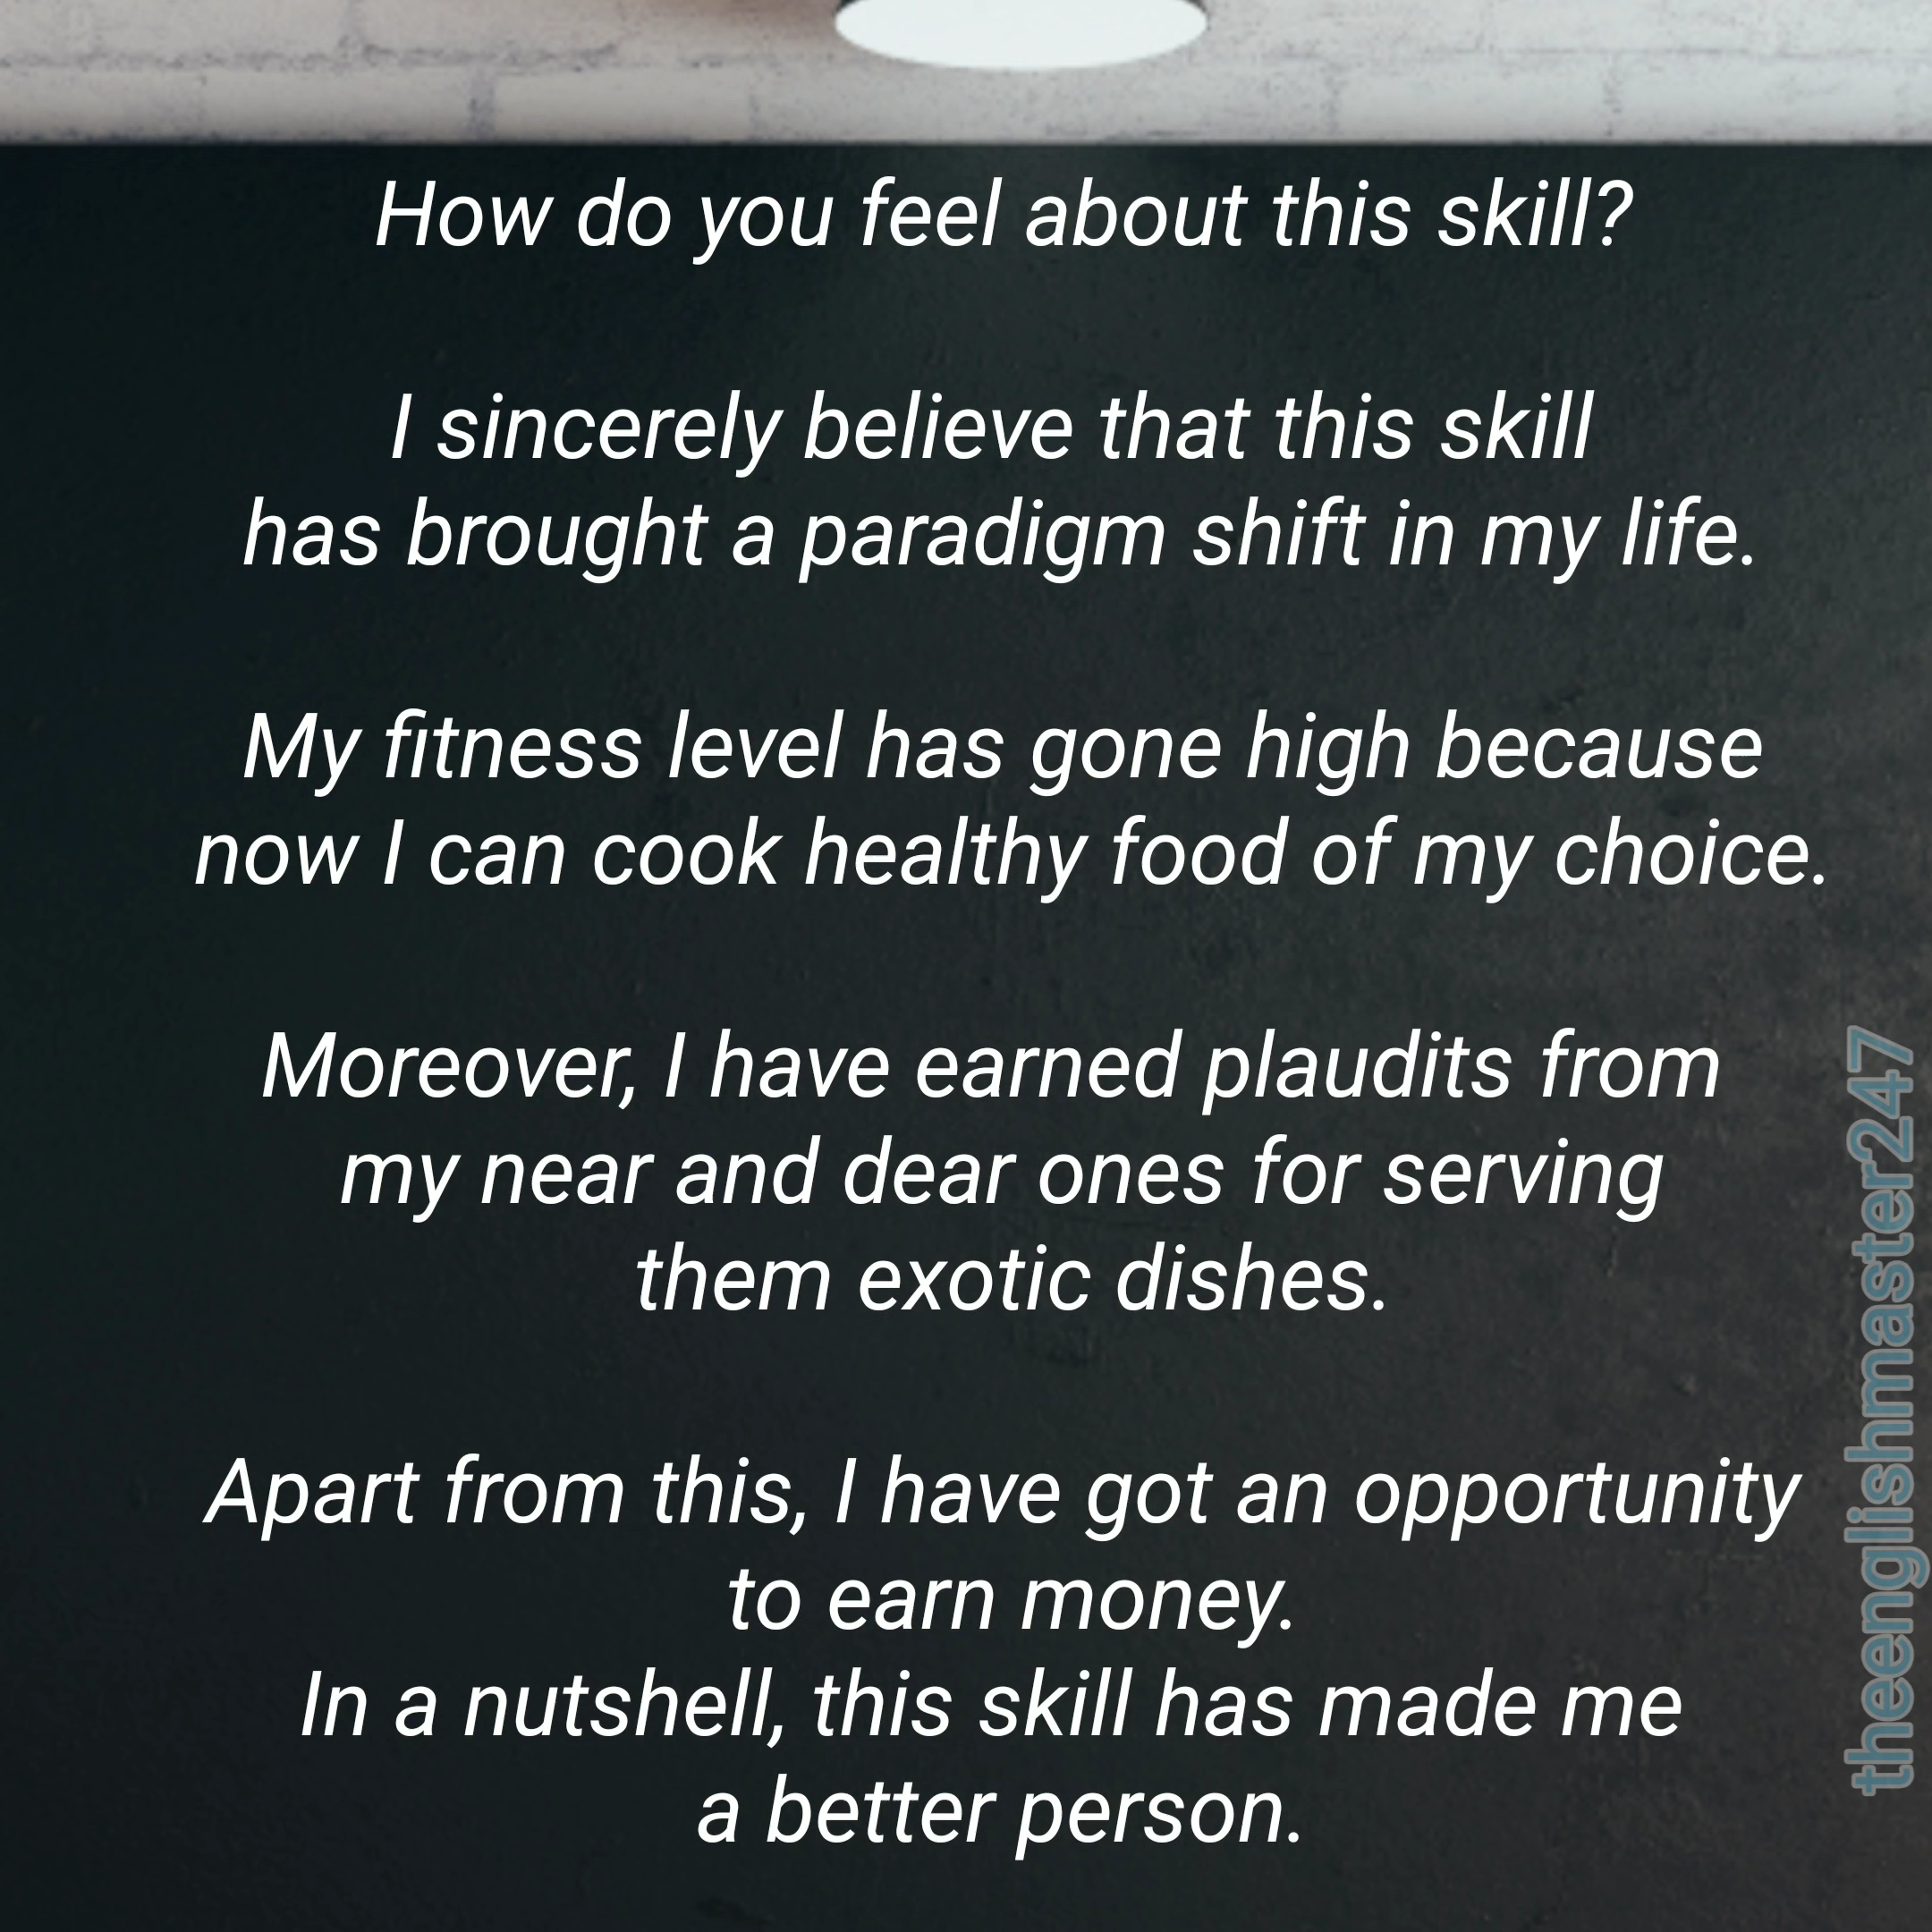 How do you feel about this skill?
I sincerely believe that this skill
has brought a paradigm shift in my life.
My fitness level has gone high because
now I can cook healthy food of my choice.
Moreover, I have earned plaudits from
my near and dear ones for serving
them exotic dishes.
Apart from this, I have got an opportunity
to earn money.
In a nutshell, this skill has made me
a better person.
theenglishmaster247